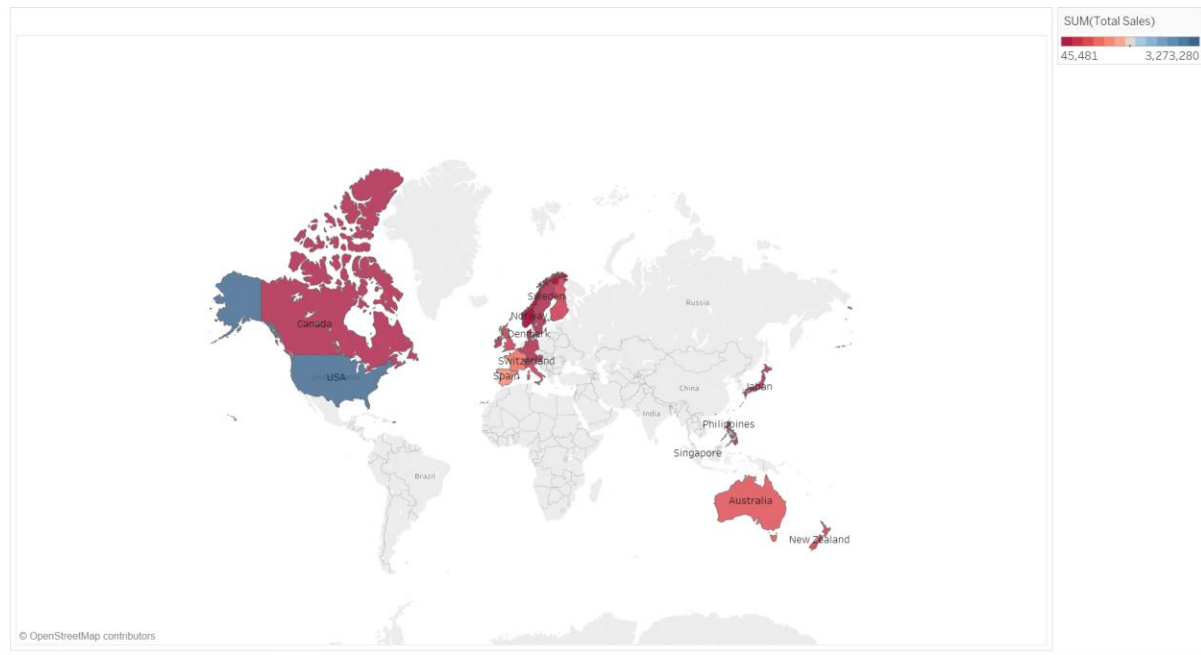 SUM(Total Sales)
45,481 3,273,280
Sweden
Russia
Norway
Canada
Denmark
Switzerland
Spain
USA
Japan
China
India
Philippines
Singapore
Brazil
Australia
New Zealand
© OpenStreetMap contributors